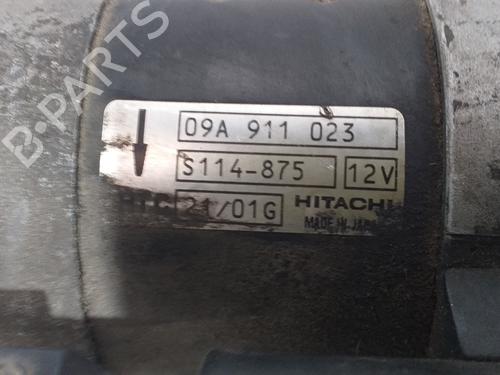 B-PARTS
09A 911 023
S114-875 12V
21/01G HITACHI
MADE IN JAPAN